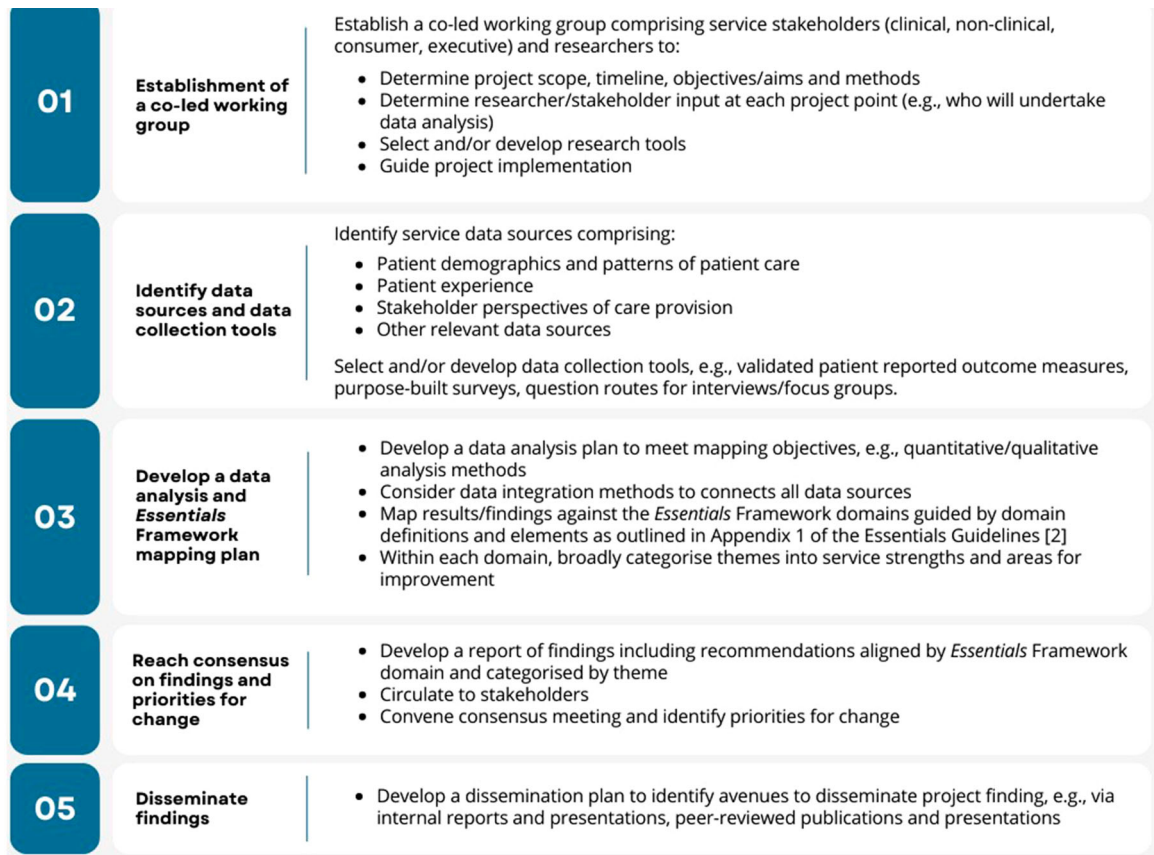 01
Establishment of
a co-led working
group
Establish a co-led working group comprising service stakeholders (clinical, non-clinical,
consumer, executive) and researchers to:
• Determine project scope, timeline, objectives/aims and methods
• Determine researcher/stakeholder input at each project point (e.g., who will undertake
data analysis)
• Select and/or develop research tools
• Guide project implementation
02
Identify data
sources and data
collection tools
Identify service data sources comprising:
• Patient demographics and patterns of patient care
• Patient experience
• Stakeholder perspectives of care provision
• Other relevant data sources
Select and/or develop data collection tools, e.g., validated patient reported outcome measures,
purpose-built surveys, question routes for interviews/focus groups.
03
Develop a data
analysis and
Essentials
Framework
mapping plan
• Develop a data analysis plan to meet mapping objectives, e.g., quantitative/qualitative
analysis methods
• Consider data integration methods to connects all data sources
• Map results/findings against the Essentials Framework domains guided by domain
definitions and elements as outlined in Appendix 1 of the Essentials Guidelines [2]
• Within each domain, broadly categorise themes into service strengths and areas for
improvement
04
Reach consensus
on findings and
priorities for
change
• Develop a report of findings including recommendations aligned by Essentials Framework
domain and categorised by theme
• Circulate to stakeholders
• Convene consensus meeting and identify priorities for change
05
Disseminate
findings
• Develop a dissemination plan to identify avenues to disseminate project finding, e.g., via
internal reports and presentations, peer-reviewed publications and presentations